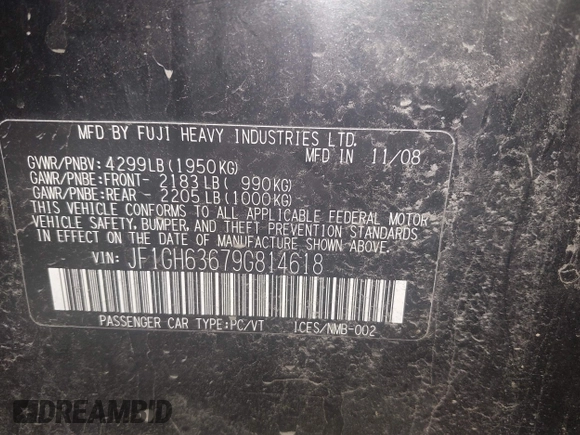 MFD BY FUJI HEAVY INDUSTRIES LTD.
GVWR/PNBV: 4299LB(1950KG) MFD IN 11/08
GAWR/PNBE:FRONT- 2183LB( 990KG)
GAWR/PNBE:REAR - 2205LB(1000KG)
THIS VEHICLE CONFORMS TO ALL APPLICABLE FEDERAL MOTOR
VEHICLE SAFETY, BUMPER, AND THEFT PREVENTION STANDARDS
IN EFFECT ON THE DATE OF MANUFACTURE SHOWN ABOVE.
VIN: JF1GH63679G814618
PASSENGER CAR TYPE:PC/VT ICES/NMB-002
DREAMBID